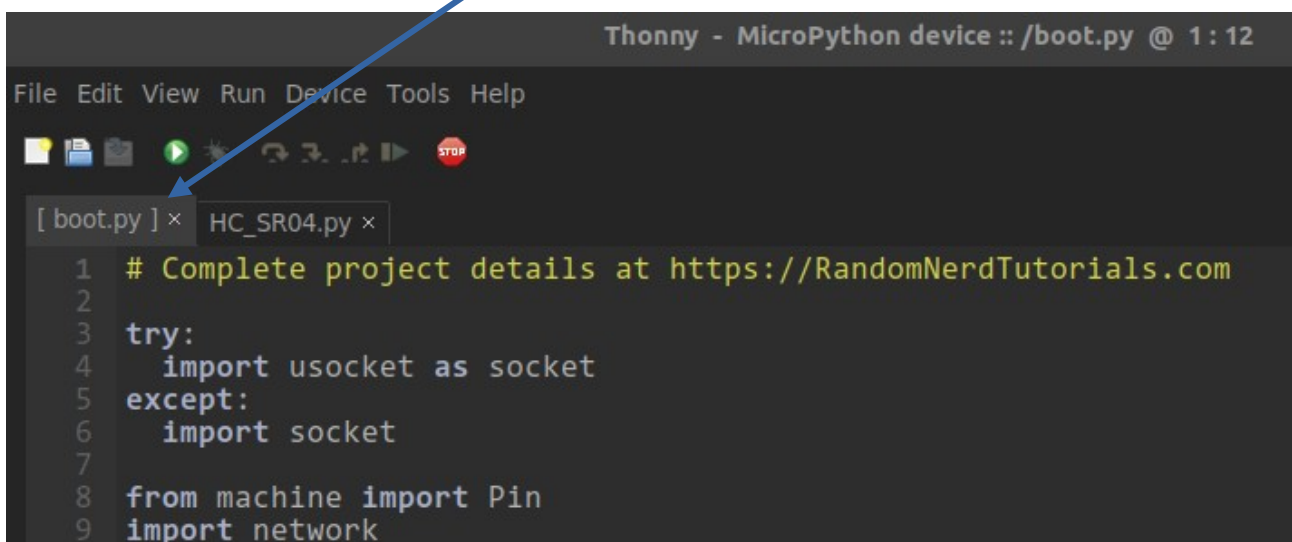 Thonny - MicroPython device :: /boot.py @ 1 : 12
File Edit View Run Device Tools Help
STOP
[ boot.py ] × HC_SR04.py ×
1 # Complete project details at https://RandomNerdTutorials.com
2
3 try:
4   import usocket as socket
5 except:
6   import socket
7
8 from machine import Pin
9 import network